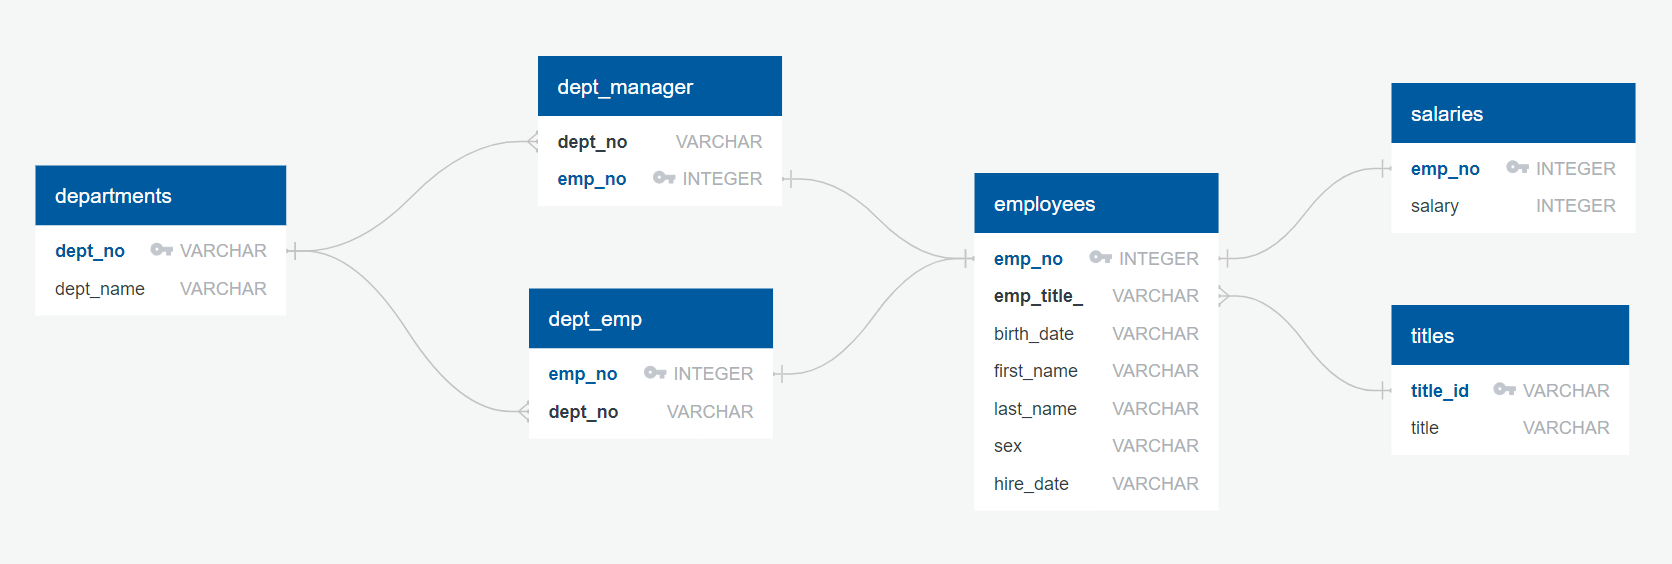 departments
dept_no VARCHAR
dept_name VARCHAR
dept_manager
dept_no VARCHAR
emp_no INTEGER
dept_emp
emp_no INTEGER
dept_no VARCHAR
employees
emp_no INTEGER
emp_title_ VARCHAR
birth_date VARCHAR
first_name VARCHAR
last_name VARCHAR
sex VARCHAR
hire_date VARCHAR
salaries
emp_no INTEGER
salary INTEGER
titles
title_id VARCHAR
title VARCHAR